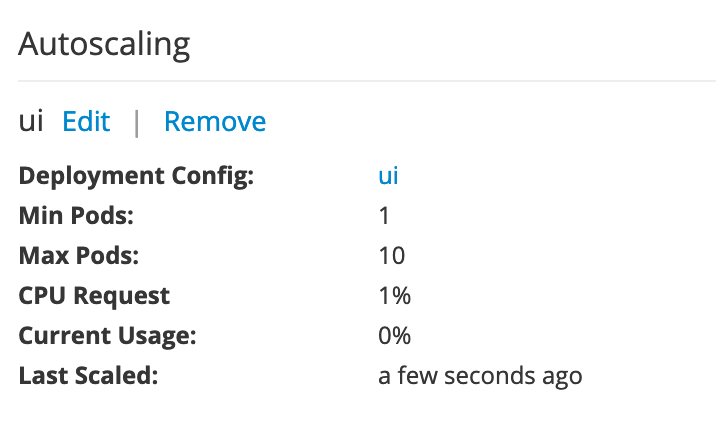 Autoscaling
ui Edit | Remove
Deployment Config: ui
Min Pods: 1
Max Pods: 10
CPU Request 1%
Current Usage: 0%
Last Scaled: a few seconds ago